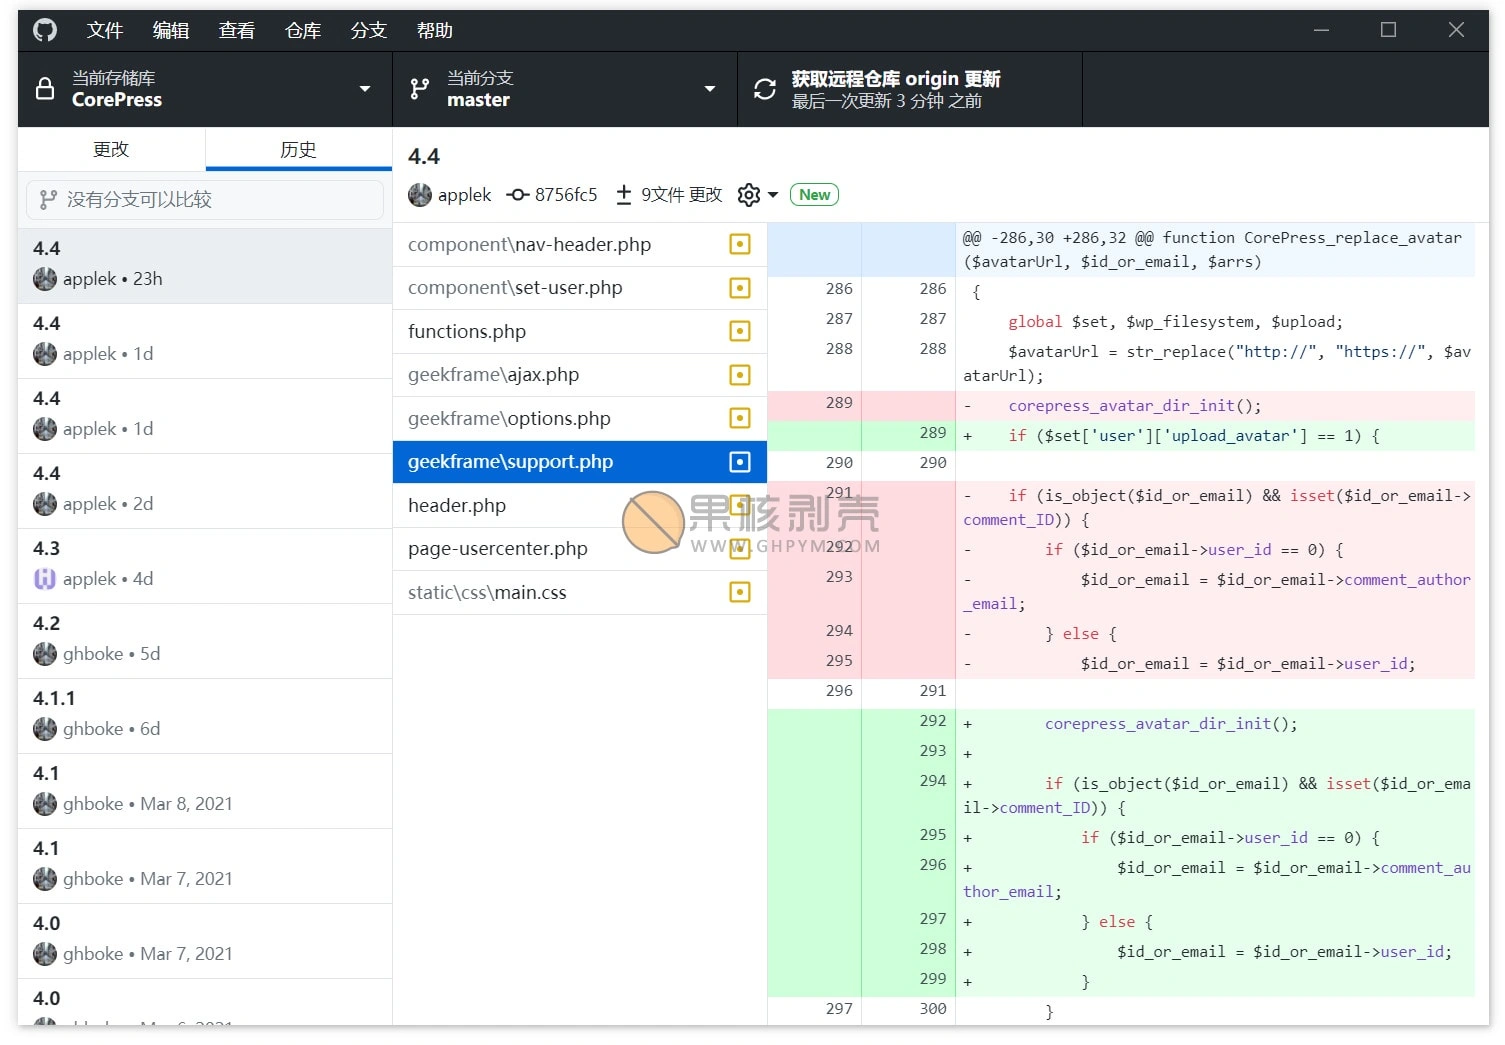 文件 编辑 查看 仓库 分支 帮助
当前存储库
CorePress
当前分支
master
获取远程仓库 origin 更新
最后一次更新 3 分钟 之前
更改 历史
没有分支可以比较
4.4
applek • 23h
4.4
applek • 1d
4.4
applek • 1d
4.4
applek • 2d
4.3
applek • 4d
4.2
ghboke • 5d
4.1.1
ghboke • 6d
4.1
ghboke • Mar 8, 2021
4.1
ghboke • Mar 7, 2021
4.0
ghboke • Mar 7, 2021
4.0
4.4
applek 8756fc5 9文件 更改 New
component\nav-header.php
component\set-user.php
functions.php
geekframe\ajax.php
geekframe\options.php
geekframe\support.php
header.php
page-usercenter.php
static\css\main.css
@@ -286,30 +286,32 @@ function CorePress_replace_avatar
($avatarUrl, $id_or_email, $arrs)
286 286 {
287 287 global $set, $wp_filesystem, $upload;
288 288 $avatarUrl = str_replace("http://", "https://", $av
atarUrl);
289 - corepress_avatar_dir_init();
289 + if ($set['user']['upload_avatar'] == 1) {
290 290
291 - if (is_object($id_or_email) && isset($id_or_email->
comment_ID)) {
292 - if ($id_or_email->user_id == 0) {
293 - $id_or_email = $id_or_email->comment_author
_email;
294 - } else {
295 - $id_or_email = $id_or_email->user_id;
296 291
292 + corepress_avatar_dir_init();
293 +
294 + if (is_object($id_or_email) && isset($id_or_ema
il->comment_ID)) {
295 + if ($id_or_email->user_id == 0) {
296 + $id_or_email = $id_or_email->comment_au
thor_email;
297 + } else {
298 + $id_or_email = $id_or_email->user_id;
299 + }
297 300 }
果核剥壳
WWW.GHPYM.COM